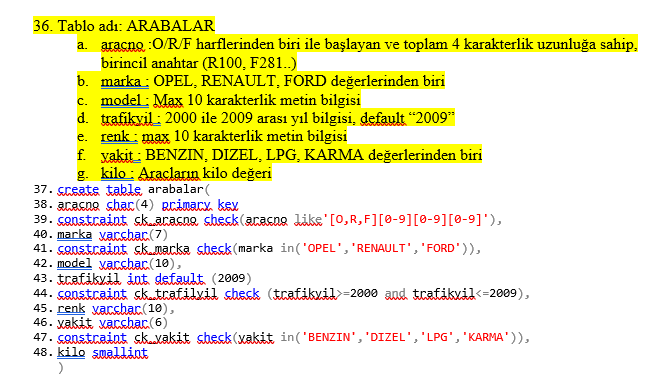 36. Tablo adı: ARABALAR
a. aracno :O/R/F harflerinden biri ile başlayan ve toplam 4 karakterlik uzunluğa sahip,
birincil anahtar (R100, F281..)
b. marka : OPEL, RENAULT, FORD değerlerinden biri
c. model : Max 10 karakterlik metin bilgisi
d. trafikyil : 2000 ile 2009 arası yıl bilgisi, default “2009”
e. renk : max 10 karakterlik metin bilgisi
f. yakit : BENZIN, DIZEL, LPG, KARMA değerlerinden biri
g. kilo : Araçların kilo değeri
37. create table arabalar(
38. aracno char(4) primary key
39. constraint ck_aracno check(aracno like'[O,R,F][0-9][0-9][0-9]'),
40. marka varchar(7)
41. constraint ck_marka check(marka in('OPEL','RENAULT','FORD')),
42. model varchar(10),
43. trafikyil int default (2009)
44. constraint ck_trafilyil check (trafikyil>=2000 and trafikyil<=2009),
45. renk varchar(10),
46. yakit varchar(6)
47. constraint ck_yakit check(yakit in('BENZIN','DIZEL','LPG','KARMA')),
48. kilo smallint
)